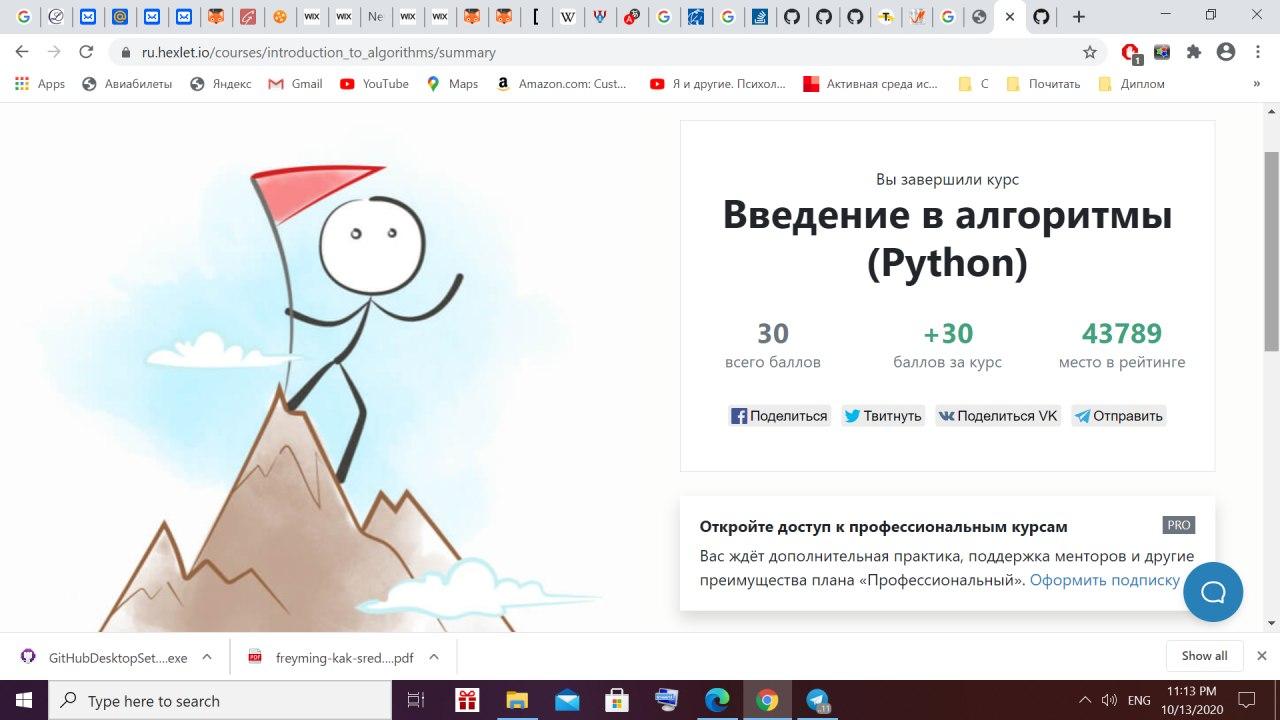 WIX
WIX
Ne
WIX
WIX
[
W
G
G
G
ru.hexlet.io/courses/introduction_to_algorithms/summary
1
Apps
Авиабилеты
Яндекс
Gmail
YouTube
Maps
Amazon.com: Cust...
Я и другие. Психол...
Активная среда ис...
С
Почитать
Диплом
»
Вы завершили курс
Введение в алгоритмы
(Python)
30
+30
43789
всего баллов
баллов за курс
место в рейтинге
Поделиться
Твитнуть
Поделиться VK
Отправить
Откройте доступ к профессиональным курсам
PRO
Вас ждёт дополнительная практика, поддержка менторов и другие
преимущества плана «Профессиональный». Оформить подписку
GitHubDesktopSet....exe
freyming-kak-sred....pdf
Show all
Type here to search
ENG
11:13 PM
10/13/2020